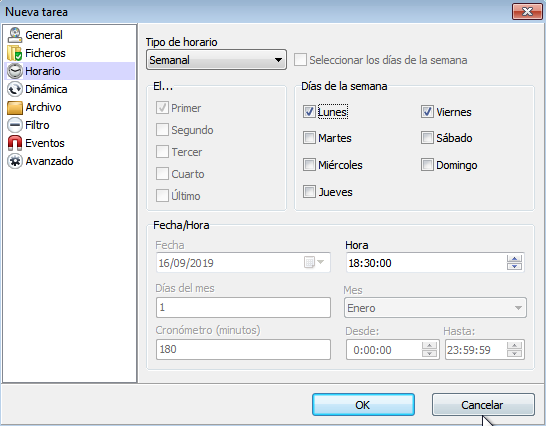 Nueva tarea
General
Ficheros
Horario
Dinámica
Archivo
Filtro
Eventos
Avanzado
Tipo de horario
Semanal
Seleccionar los días de la semana
El...
Primer
Segundo
Tercer
Cuarto
Último
Días de la semana
Lunes
Viernes
Martes
Sábado
Miércoles
Domingo
Jueves
Fecha/Hora
Fecha
Hora
16/09/2019
18:30:00
Días del mes
Mes
1
Enero
Cronómetro (minutos)
Desde:
Hasta:
180
0:00:00
23:59:59
OK
Cancelar